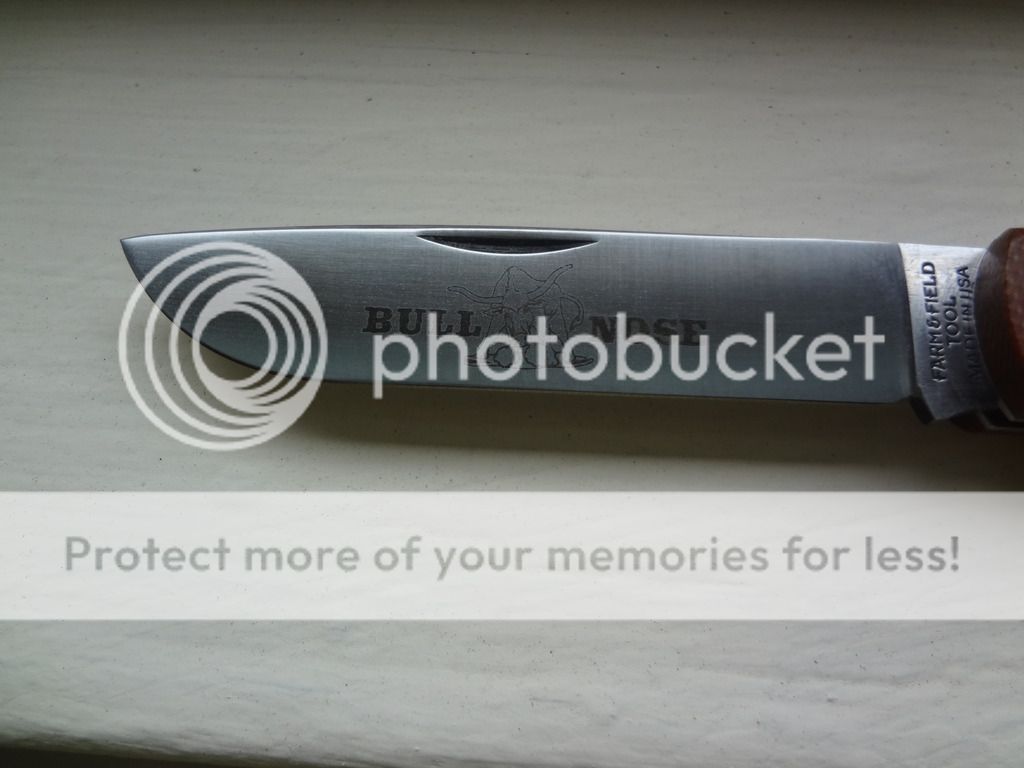 BULL NOSE
photobucket
FARM & FIELD
TOOL
MADE IN USA
Protect more of your memories for less!